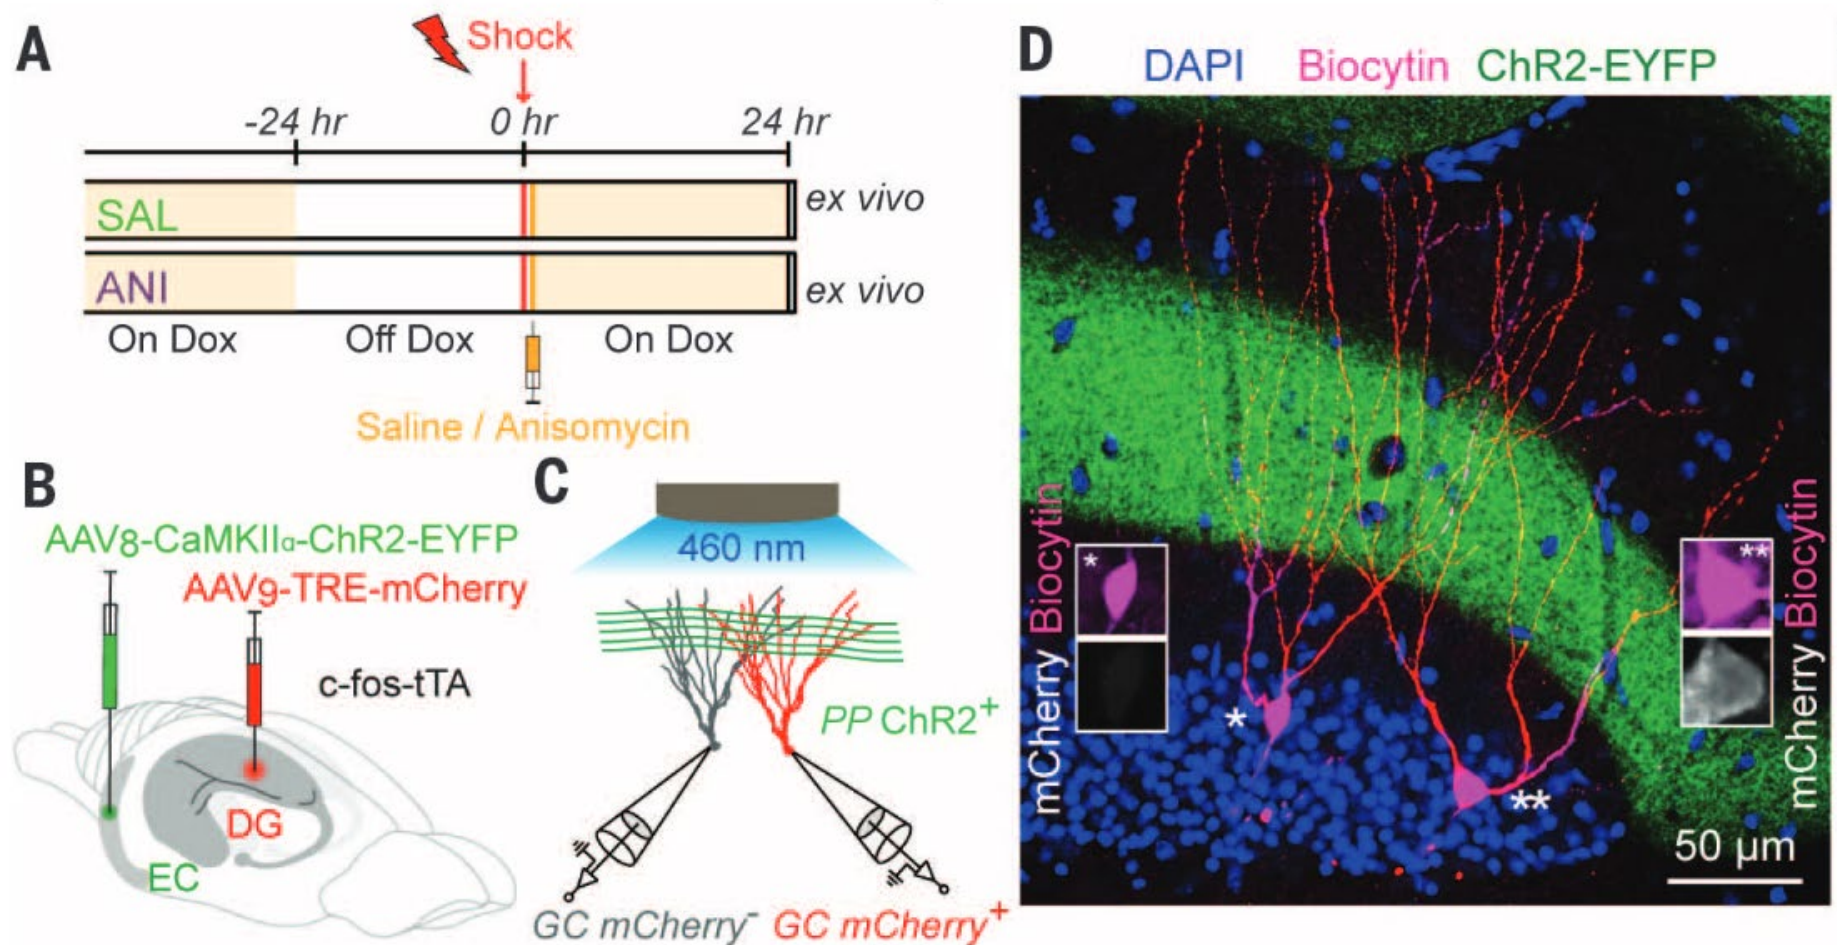 A
Shock
-24 hr
0 hr
24 hr
SAL
ex vivo
ANI
ex vivo
On Dox
Off Dox
On Dox
Saline / Anisomycin
B
AAV8-CaMKIIα-ChR2-EYFP
AAV9-TRE-mCherry
c-fos-tTA
DG
EC
C
460 nm
PP ChR2+
GC mCherry-
GC mCherry+
D
DAPI Biocytin ChR2-EYFP
mCherry Biocytin
*
*
**
**
mCherry Biocytin
50 µm